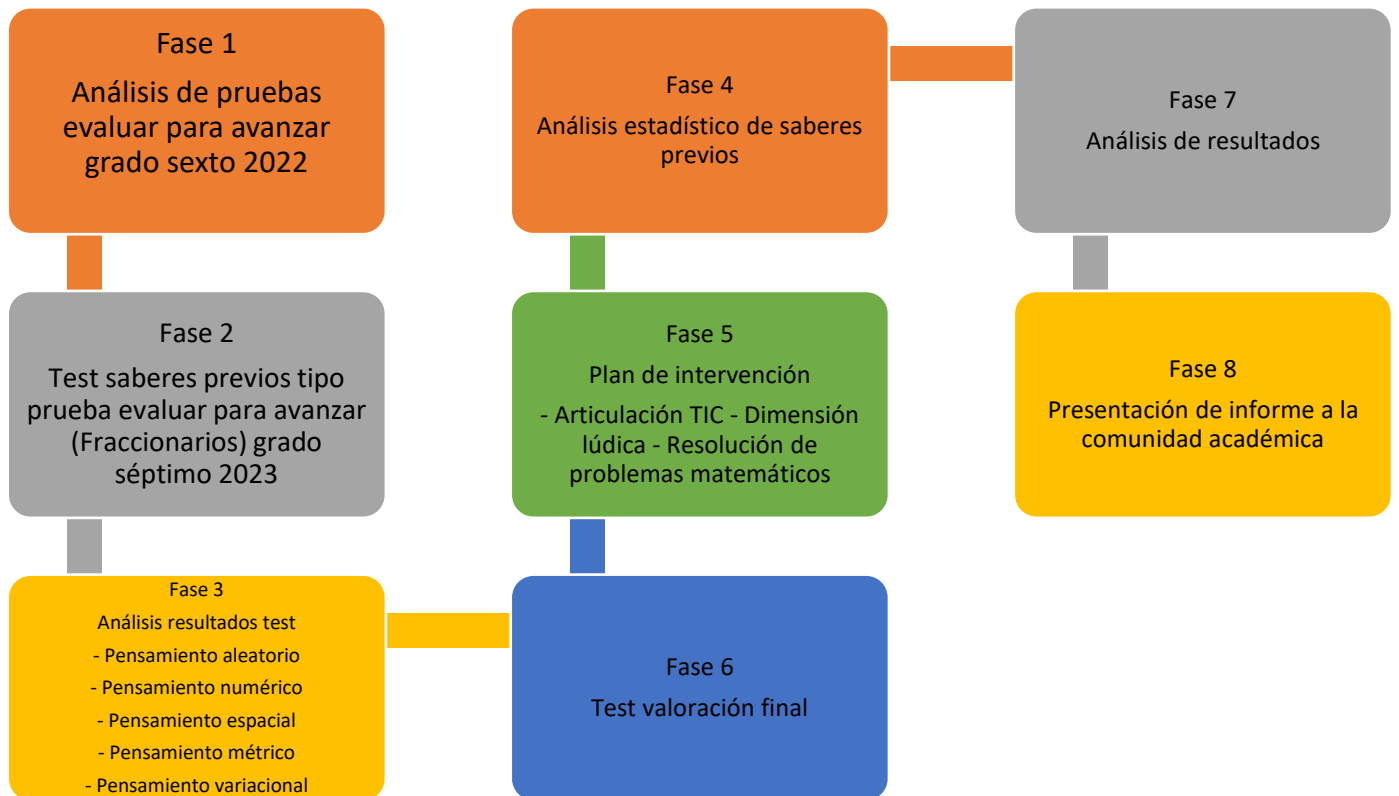 Fase 1
Análisis de pruebas
evaluar para avanzar
grado sexto 2022
Fase 2
Test saberes previos tipo
prueba evaluar para avanzar
(Fraccionarios) grado
séptimo 2023
Fase 3
Análisis resultados test
- Pensamiento aleatorio
- Pensamiento numérico
- Pensamiento espacial
- Pensamiento métrico
- Pensamiento variacional
Fase 4
Análisis estadístico de saberes
previos
Fase 5
Plan de intervención
- Articulación TIC - Dimensión
lúdica - Resolución de
problemas matemáticos
Fase 6
Test valoración final
Fase 7
Análisis de resultados
Fase 8
Presentación de informe a la
comunidad académica